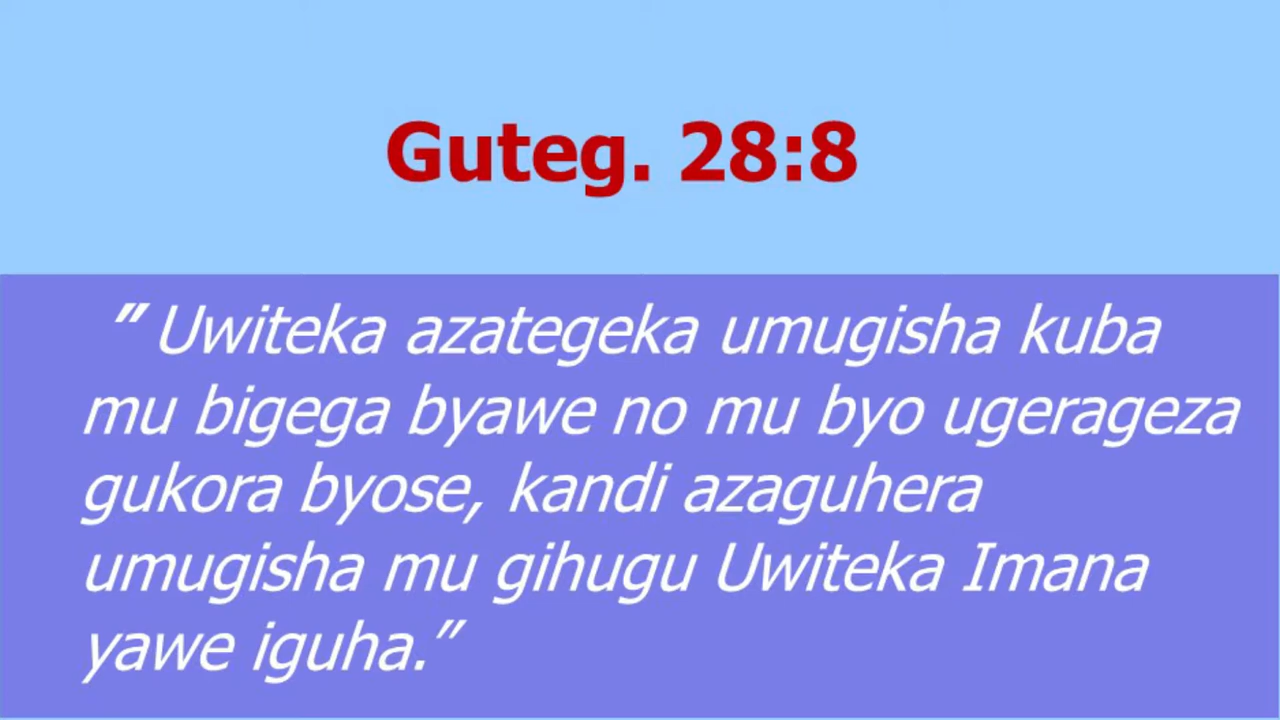 Guteg. 28:8
” Uwiteka azategeka umugisha kuba
mu bigega byawe no mu byo ugerageza
gukora byose, kandi azaguhera
umugisha mu gihugu Uwiteka Imana
yawe iguha.”